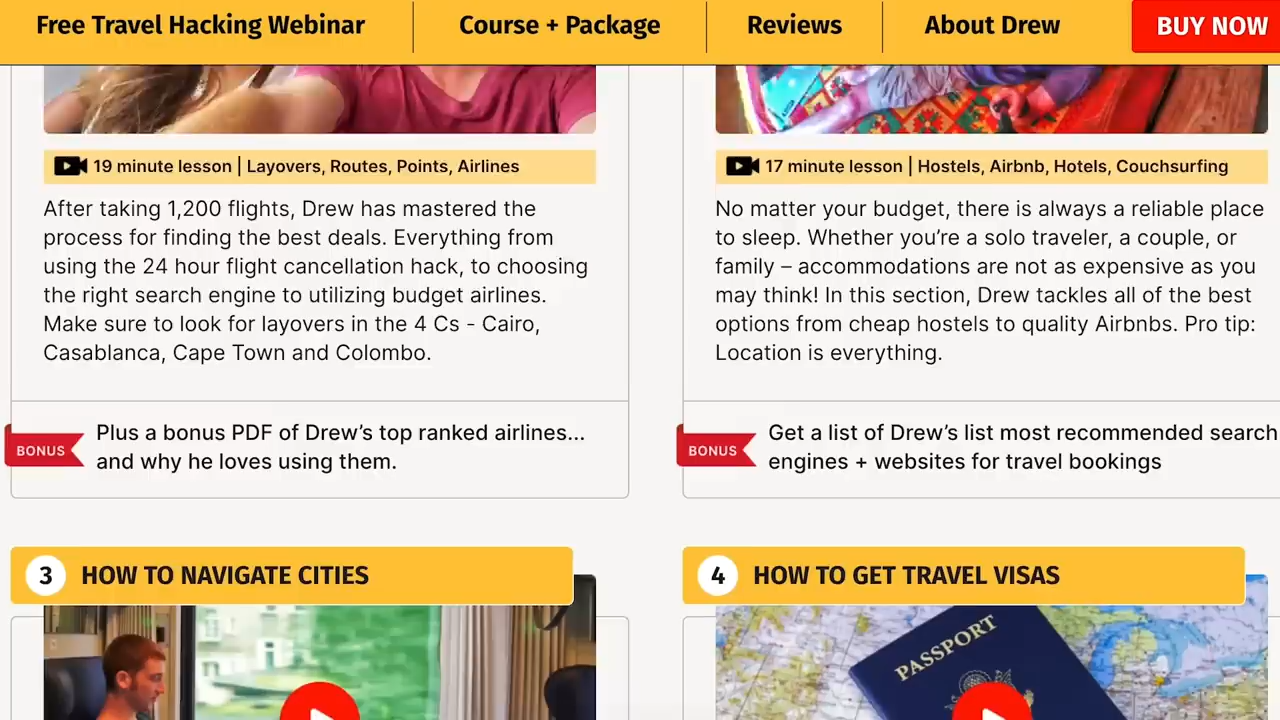 Free Travel Hacking Webinar
Course + Package
Reviews
About Drew
BUY NOW
19 minute lesson | Layovers, Routes, Points, Airlines
After taking 1,200 flights, Drew has mastered the
process for finding the best deals. Everything from
using the 24 hour flight cancellation hack, to choosing
the right search engine to utilizing budget airlines.
Make sure to look for layovers in the 4 Cs - Cairo,
Casablanca, Cape Town and Colombo.
BONUS
Plus a bonus PDF of Drew’s top ranked airlines...
and why he loves using them.
17 minute lesson | Hostels, Airbnb, Hotels, Couchsurfing
No matter your budget, there is always a reliable place
to sleep. Whether you’re a solo traveler, a couple, or
family – accommodations are not as expensive as you
may think! In this section, Drew tackles all of the best
options from cheap hostels to quality Airbnbs. Pro tip:
Location is everything.
BONUS
Get a list of Drew’s list most recommended search
engines + websites for travel bookings
3 HOW TO NAVIGATE CITIES
4 HOW TO GET TRAVEL VISAS
PASSPORT